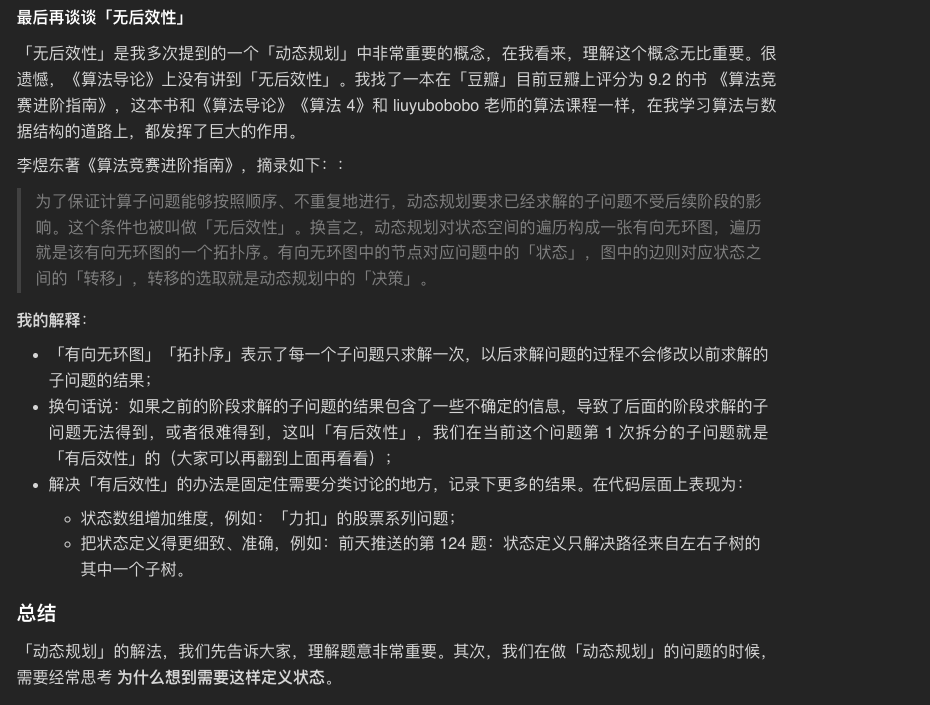 最后再谈谈「无后效性」
「无后效性」是我多次提到的一个「动态规划」中非常重要的概念，在我看来，理解这个概念无比重要。很
遗憾，《算法导论》上没有讲到「无后效性」。我找了一本在「豆瓣」目前豆瓣上评分为 9.2 的书 《算法竞
赛进阶指南》，这本书和《算法导论》《算法 4》和 liuyubobobo 老师的算法课程一样，在我学习算法与数
据结构的道路上，都发挥了巨大的作用。
李煜东著《算法竞赛进阶指南》，摘录如下：：
为了保证计算子问题能够按照顺序、不重复地进行，动态规划要求已经求解的子问题不受后续阶段的影
响。这个条件也被叫做「无后效性」。换言之，动态规划对状态空间的遍历构成一张有向无环图，遍历
就是该有向无环图的一个拓扑序。有向无环图中的节点对应问题中的「状态」，图中的边则对应状态之
间的「转移」，转移的选取就是动态规划中的「决策」。
我的解释：
• 「有向无环图」「拓扑序」表示了每一个子问题只求解一次，以后求解问题的过程不会修改以前求解的
子问题的结果；
• 换句话说：如果之前的阶段求解的子问题的结果包含了一些不确定的信息，导致了后面的阶段求解的子
问题无法得到，或者很难得到，这叫「有后效性」，我们在当前这个问题第 1 次拆分的子问题就是
「有后效性」的（大家可以再翻到上面再看看）；
• 解决「有后效性」的办法是固定住需要分类讨论的地方，记录下更多的结果。在代码层面上表现为：
◦ 状态数组增加维度，例如：「力扣」的股票系列问题；
◦ 把状态定义得更细致、准确，例如：前天推送的第 124 题：状态定义只解决路径来自左右子树的
其中一个子树。
总结
「动态规划」的解法，我们先告诉大家，理解题意非常重要。其次，我们在做「动态规划」的问题的时候，
需要经常思考 为什么想到需要这样定义状态。